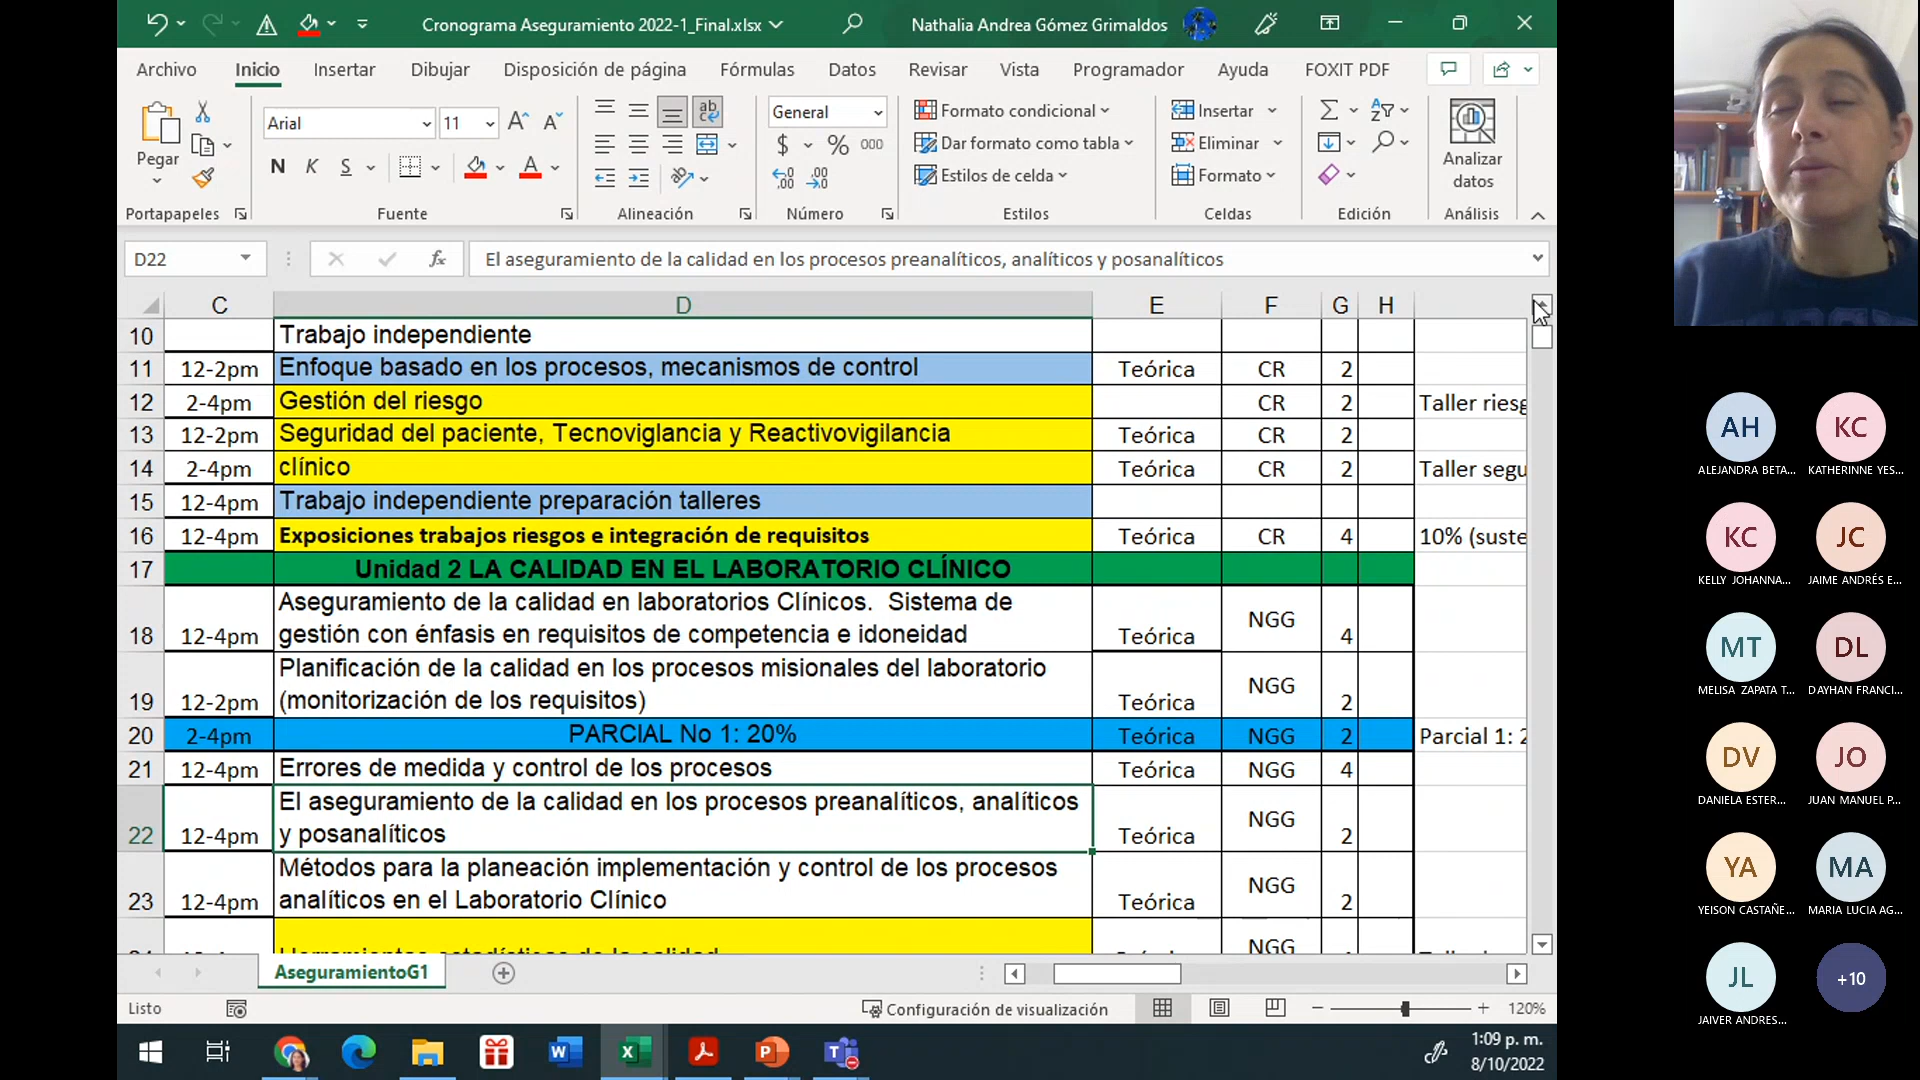 Cronograma Aseguramiento 2022-1_Final.xlsx
Nathalia Andrea Gómez Grimaldos
Archivo Inicio Insertar Dibujar Disposición de página Fórmulas Datos Revisar Vista Programador Ayuda FOXIT PDF
Pegar
Arial 11
N K S
General
$ % 000
Formato condicional
Dar formato como tabla
Estilos de celda
Insertar
Eliminar
Formato
Analizar datos
Portapapeles Fuente Alineación Número Estilos Celdas Edición Análisis
D22 fx El aseguramiento de la calidad en los procesos preanalíticos, analíticos y posanalíticos
C D E F G H
10 Trabajo independiente
11 12-2pm Enfoque basado en los procesos, mecanismos de control Teórica CR 2
12 2-4pm Gestión del riesgo CR 2 Taller riesg
13 12-2pm Seguridad del paciente, Tecnoviglancia y Reactivovigilancia Teórica CR 2
14 2-4pm clínico Teórica CR 2 Taller segu
15 12-4pm Trabajo independiente preparación talleres
16 12-4pm Exposiciones trabajos riesgos e integración de requisitos Teórica CR 4 10% (suste
17 Unidad 2 LA CALIDAD EN EL LABORATORIO CLÍNICO
Aseguramiento de la calidad en laboratorios Clínicos. Sistema de
18 12-4pm gestión con énfasis en requisitos de competencia e idoneidad Teórica NGG 4
Planificación de la calidad en los procesos misionales del laboratorio
19 12-2pm (monitorización de los requisitos) Teórica NGG 2
20 2-4pm PARCIAL No 1: 20% Teórica NGG 2 Parcial 1: 2
21 12-4pm Errores de medida y control de los procesos Teórica NGG 4
El aseguramiento de la calidad en los procesos preanalíticos, analíticos
22 12-4pm y posanalíticos Teórica NGG 2
Métodos para la planeación implementación y control de los procesos
23 12-4pm analíticos en el Laboratorio Clínico Teórica NGG 2
Herramientas estadísticas de la calidad NGG
AseguramientoG1
Listo
Configuración de visualización
120%
1:09 p. m.
8/10/2022
AH KC
ALEJANDRA BETA... KATHERINNE YES...
KC JC
KELLY JOHANNA... JAIME ANDRÉS E...
MT DL
MELISA ZAPATA T... DAYHAN FRANCI...
DV JO
DANIELA ESTER... JUAN MANUEL P...
YA MA
YEISON CASTAÑE... MARIA LUCIA AG...
JL +10
JAIVER ANDRES...